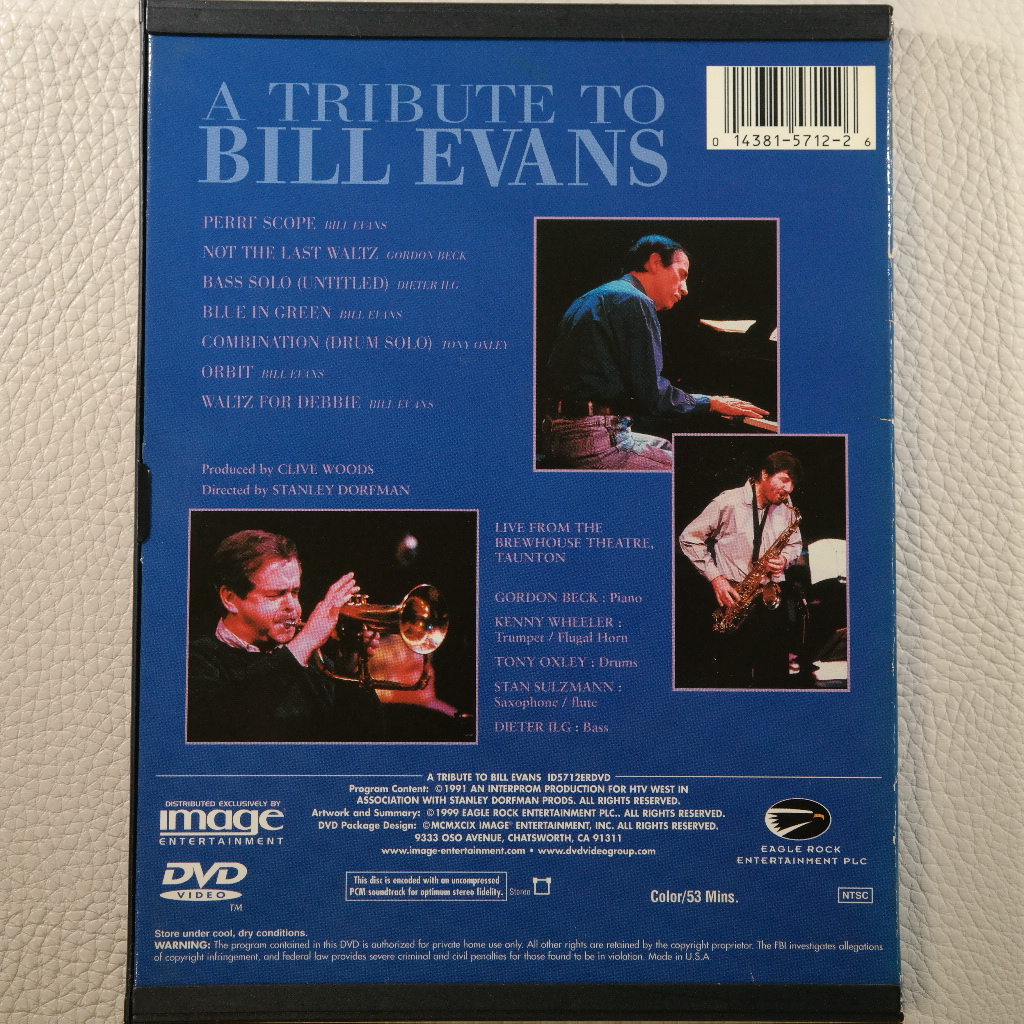 A TRIBUTE TO
BILL EVANS
0 14381-5712-2 6
PERRI' SCOPE BILL EVANS
NOT THE LAST WALTZ GORDON BECK
BASS SOLO (UNTITLED) DIETER ILG
BLUE IN GREEN BILL EVANS
COMBINATION (DRUM SOLO) TONY OXLEY
ORBIT BILL EVANS
WALTZ FOR DEBBIE BILL EVANS
Produced by CLIVE WOODS
Directed by STANLEY DORFMAN
LIVE FROM THE
BREWHOUSE THEATRE,
TAUNTON
GORDON BECK : Piano
KENNY WHEELER :
Trumpet / Flugal Horn
TONY OXLEY : Drums
STAN SULZMANN :
Saxophone / flute
DIETER ILG : Bass
A TRIBUTE TO BILL EVANS ID5712ERDVD
Program Content: ©1991 AN INTERPROM PRODUCTION FOR HTV WEST IN
ASSOCIATION WITH STANLEY DORFMAN PRODS. ALL RIGHTS RESERVED.
Artwork and Summary: ©1999 EAGLE ROCK ENTERTAINMENT PLC.. ALL RIGHTS RESERVED.
DVD Package Design: ©MCMXCIX IMAGE® ENTERTAINMENT, INC. ALL RIGHTS RESERVED.
9333 OSO AVENUE, CHATSWORTH, CA 91311
www.image-entertainment.com • www.dvdvideogroup.com
DISTRIBUTED EXCLUSIVELY BY
image
ENTERTAINMENT
EAGLE ROCK
ENTERTAINMENT PLC
DVD
VIDEO
TM
This disc is encoded with an uncompressed
PCM soundtrack for optimum stereo fidelity.
Stereo
Color/53 Mins.
NTSC
Store under cool, dry conditions.
WARNING: The program contained in this DVD is authorized for private home use only. All other rights are retained by the copyright proprietor. The FBI investigates allegations
of copyright infringement, and federal law provides severe criminal and civil penalties for those found to be in violation. Made in U.S.A.